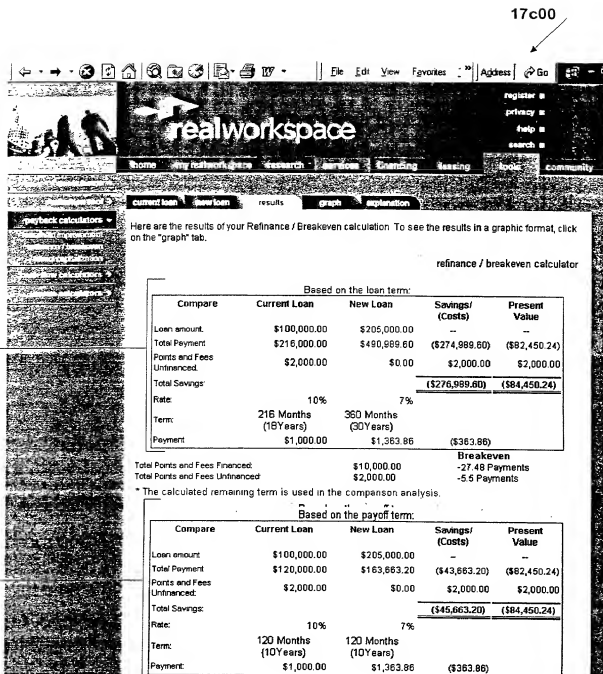 17c00
File Edit View Favorites » Address Go
register
privacy
help
search
realworkspace
home my realworkspace research services financing leasing tools community
current loan new loan results graph explanation
payback calculators
Here are the results of your Refinance / Breakeven calculation To see the results in a graphic format, click
on the "graph" tab.
refinance / breakeven calculator
Based on the loan term:
Compare Current Loan New Loan Savings/ (Costs) Present Value
Loan amount. $100,000.00 $205,000.00 -- --
Total Payment $216,000.00 $490,989.60 ($274,989.60) ($82,450.24)
Points and Fees Unfinanced. $2,000.00 $0.00 $2,000.00 $2,000.00
Total Savings: ($276,989.60) ($84,450.24)
Rate: 10% 7%
Term: 216 Months (18Years) 360 Months (30Years)
Payment $1,000.00 $1,363.86 ($363.86)
Breakeven
Total Points and Fees Financed: $10,000.00 -27.48 Payments
Total Points and Fees Unfinanced: $2,000.00 -5.5 Payments
* The calculated remaining term is used in the comparison analysis.
Based on the payoff term:
Compare Current Loan New Loan Savings/ (Costs) Present Value
Loan amount $100,000.00 $205,000.00 -- --
Total Payment $120,000.00 $163,663.20 ($43,663.20) ($82,450.24)
Points and Fees Unfinanced: $2,000.00 $0.00 $2,000.00 $2,000.00
Total Savings: ($45,663.20) ($84,450.24)
Rate: 10% 7%
Term: 120 Months (10Years) 120 Months (10Years)
Payment: $1,000.00 $1,363.86 ($363.86)